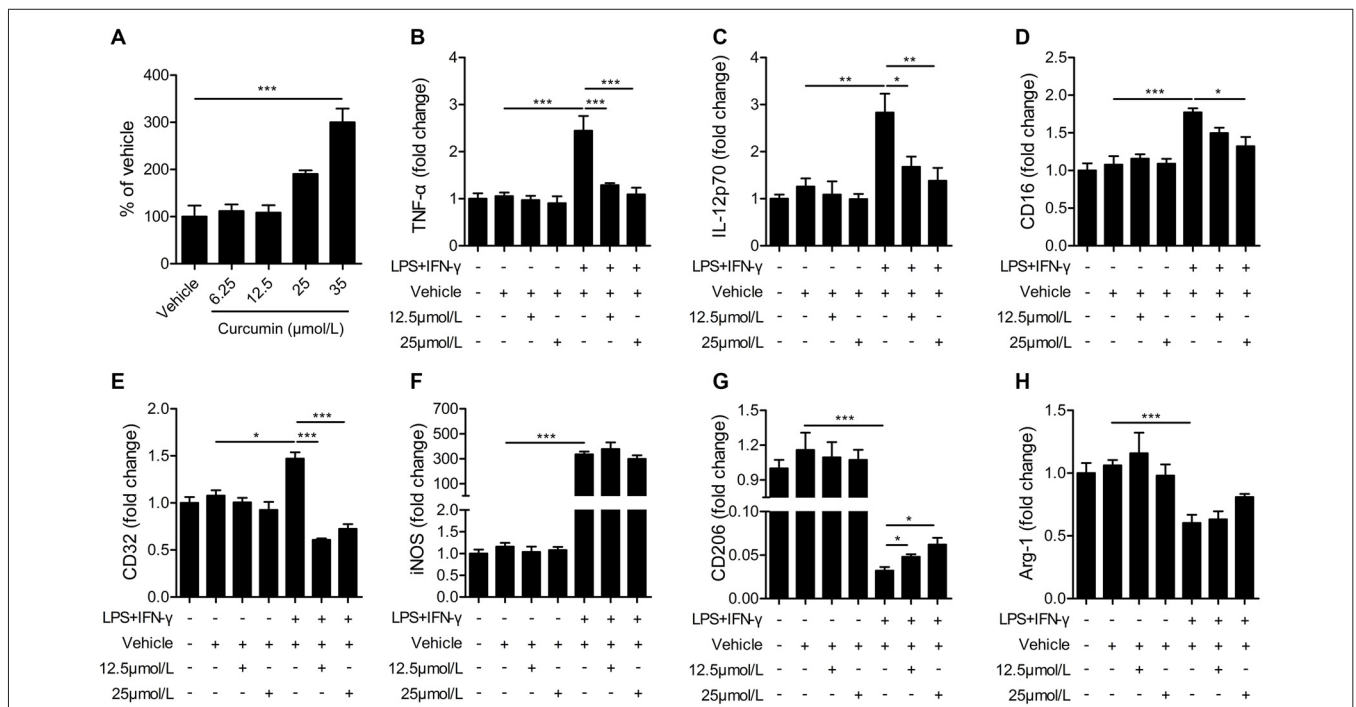 A
% of vehicle
400
300
200
100
0
***
Vehicle
6.25
12.5
25
35
Curcumin (μmol/L)
B
TNF-α (fold change)
4
3
2
1
0
*** *** ***
LPS+IFN-γ - - - - + + +
Vehicle - + + + + + +
12.5μmol/L - - + - - + -
25μmol/L - - - + - - +
C
IL-12p70 (fold change)
4
3
2
1
0
** * **
LPS+IFN-γ - - - - + + +
Vehicle - + + + + + +
12.5μmol/L - - + - - + -
25μmol/L - - - + - - +
D
CD16 (fold change)
2.5
2.0
1.5
1.0
0.5
0.0
*** *
LPS+IFN-γ - - - - + + +
Vehicle - + + + + + +
12.5μmol/L - - + - - + -
25μmol/L - - - + - - +
E
CD32 (fold change)
2.0
1.5
1.0
0.5
0.0
* *** ***
LPS+IFN-γ - - - - + + +
Vehicle - + + + + + +
12.5μmol/L - - + - - + -
25μmol/L - - - + - - +
F
iNOS (fold change)
700
500
300
100
2.0
1.5
1.0
0.5
0.0
***
LPS+IFN-γ - - - - + + +
Vehicle - + + + + + +
12.5μmol/L - - + - - + -
25μmol/L - - - + - - +
G
CD206 (fold change)
1.5
1.2
0.9
0.10
0.05
0.00
*** * *
LPS+IFN-γ - - - - + + +
Vehicle - + + + + + +
12.5μmol/L - - + - - + -
25μmol/L - - - + - - +
H
Arg-1 (fold change)
1.5
1.0
0.5
0.0
***
LPS+IFN-γ - - - - + + +
Vehicle - + + + + + +
12.5μmol/L - - + - - + -
25μmol/L - - - + - - +